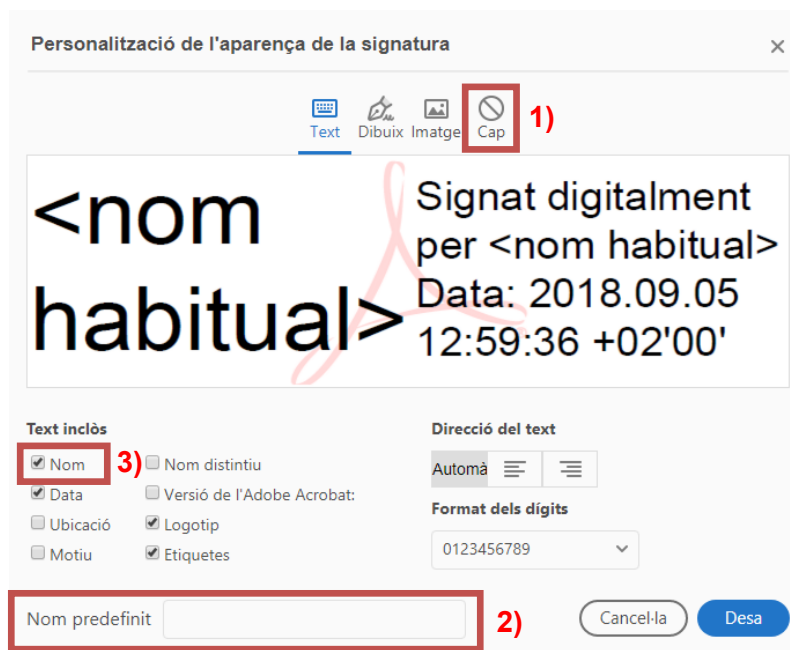 Personalització de l'aparença de la signatura
Text Dibuix Imatge Cap 1)
<nom
habitual>
Signat digitalment
per <nom habitual>
Data: 2018.09.05
12:59:36 +02'00'
Text inclòs
Nom 3) Nom distintiu
Data Versió de l'Adobe Acrobat:
Ubicació Logotip
Motiu Etiquetes
Direcció del text
Automà
Format dels dígits
0123456789
Nom predefinit 2) Cancel·la Desa